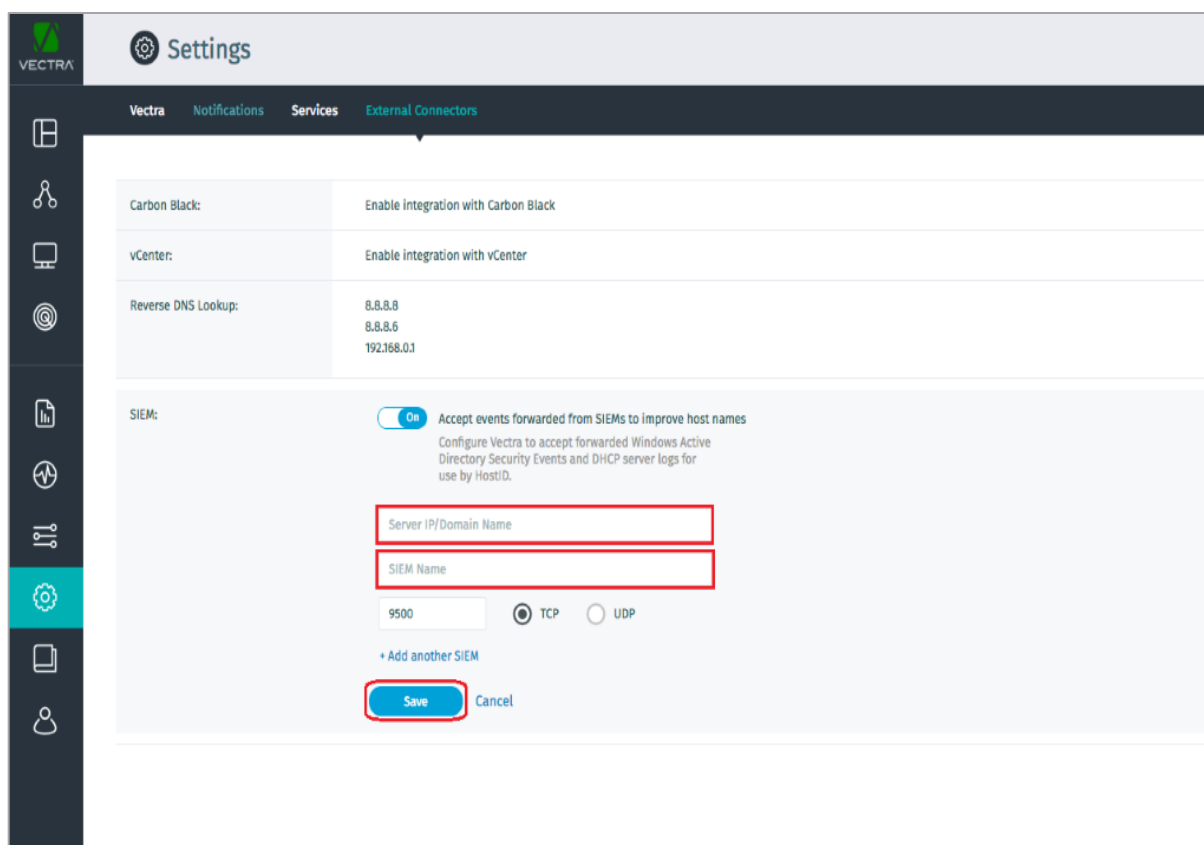 VECTRA
Settings
Vectra Notifications Services External Connectors
Carbon Black: Enable integration with Carbon Black
vCenter: Enable integration with vCenter
Reverse DNS Lookup: 8.8.8.8
8.8.8.6
192.168.0.1
SIEM: On Accept events forwarded from SIEMs to improve host names
Configure Vectra to accept forwarded Windows Active
Directory Security Events and DHCP server logs for
use by HostID.
Server IP/Domain Name
SIEM Name
9500 TCP UDP
+ Add another SIEM
Save Cancel